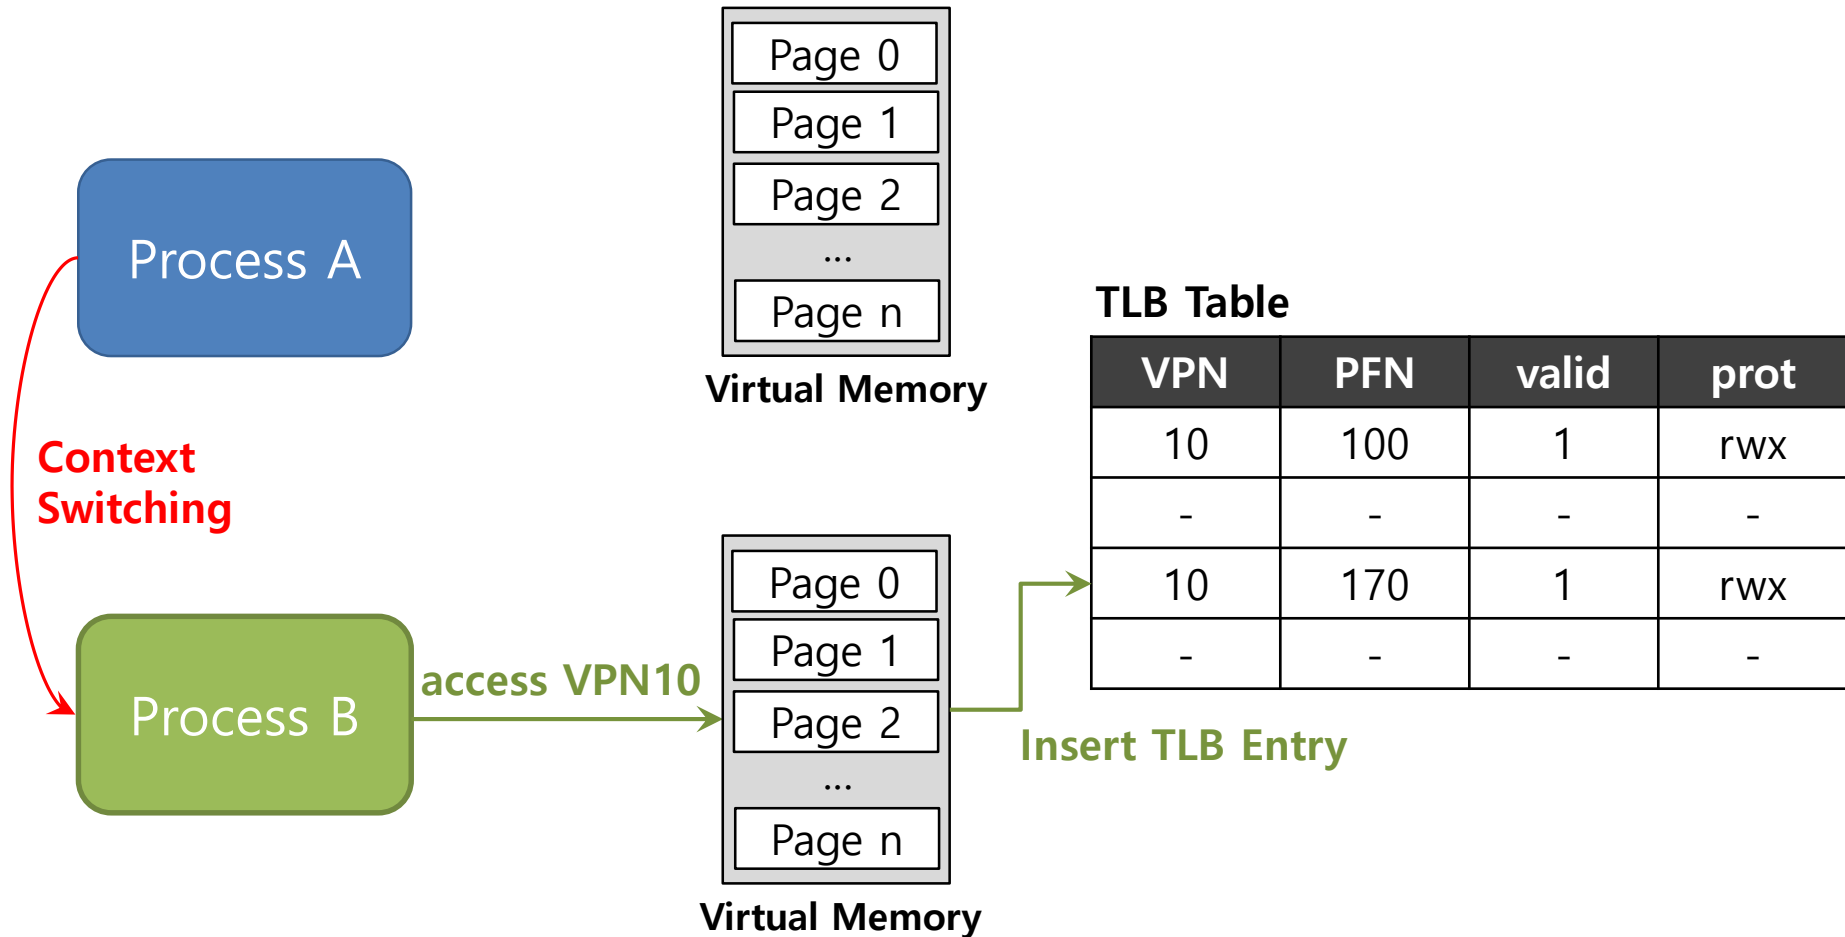 Page 0
Page 1
Page 2
...
Page n
Virtual Memory
Process A
Context
Switching
Process B
access VPN10
Page 0
Page 1
Page 2
...
Page n
Virtual Memory
Insert TLB Entry
TLB Table
VPN PFN valid prot
10 100 1 rwx
- - - -
10 170 1 rwx
- - - -